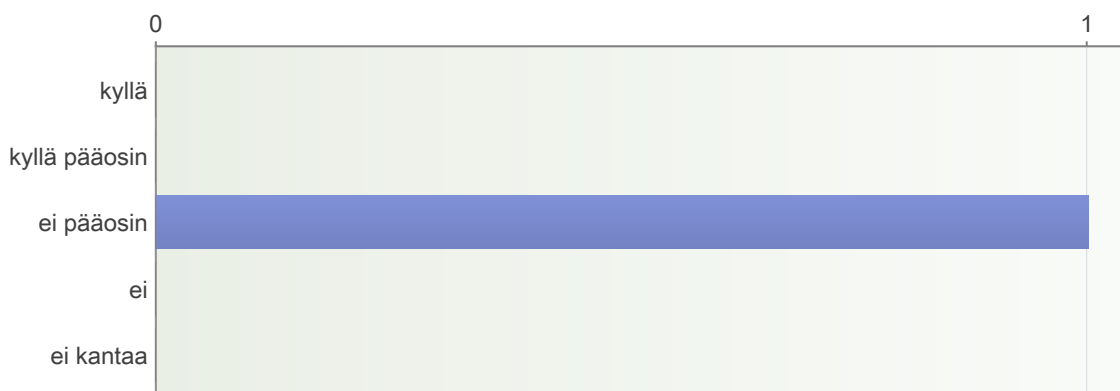 0 1
kyllä
kyllä pääosin
ei pääosin
ei
ei kantaa